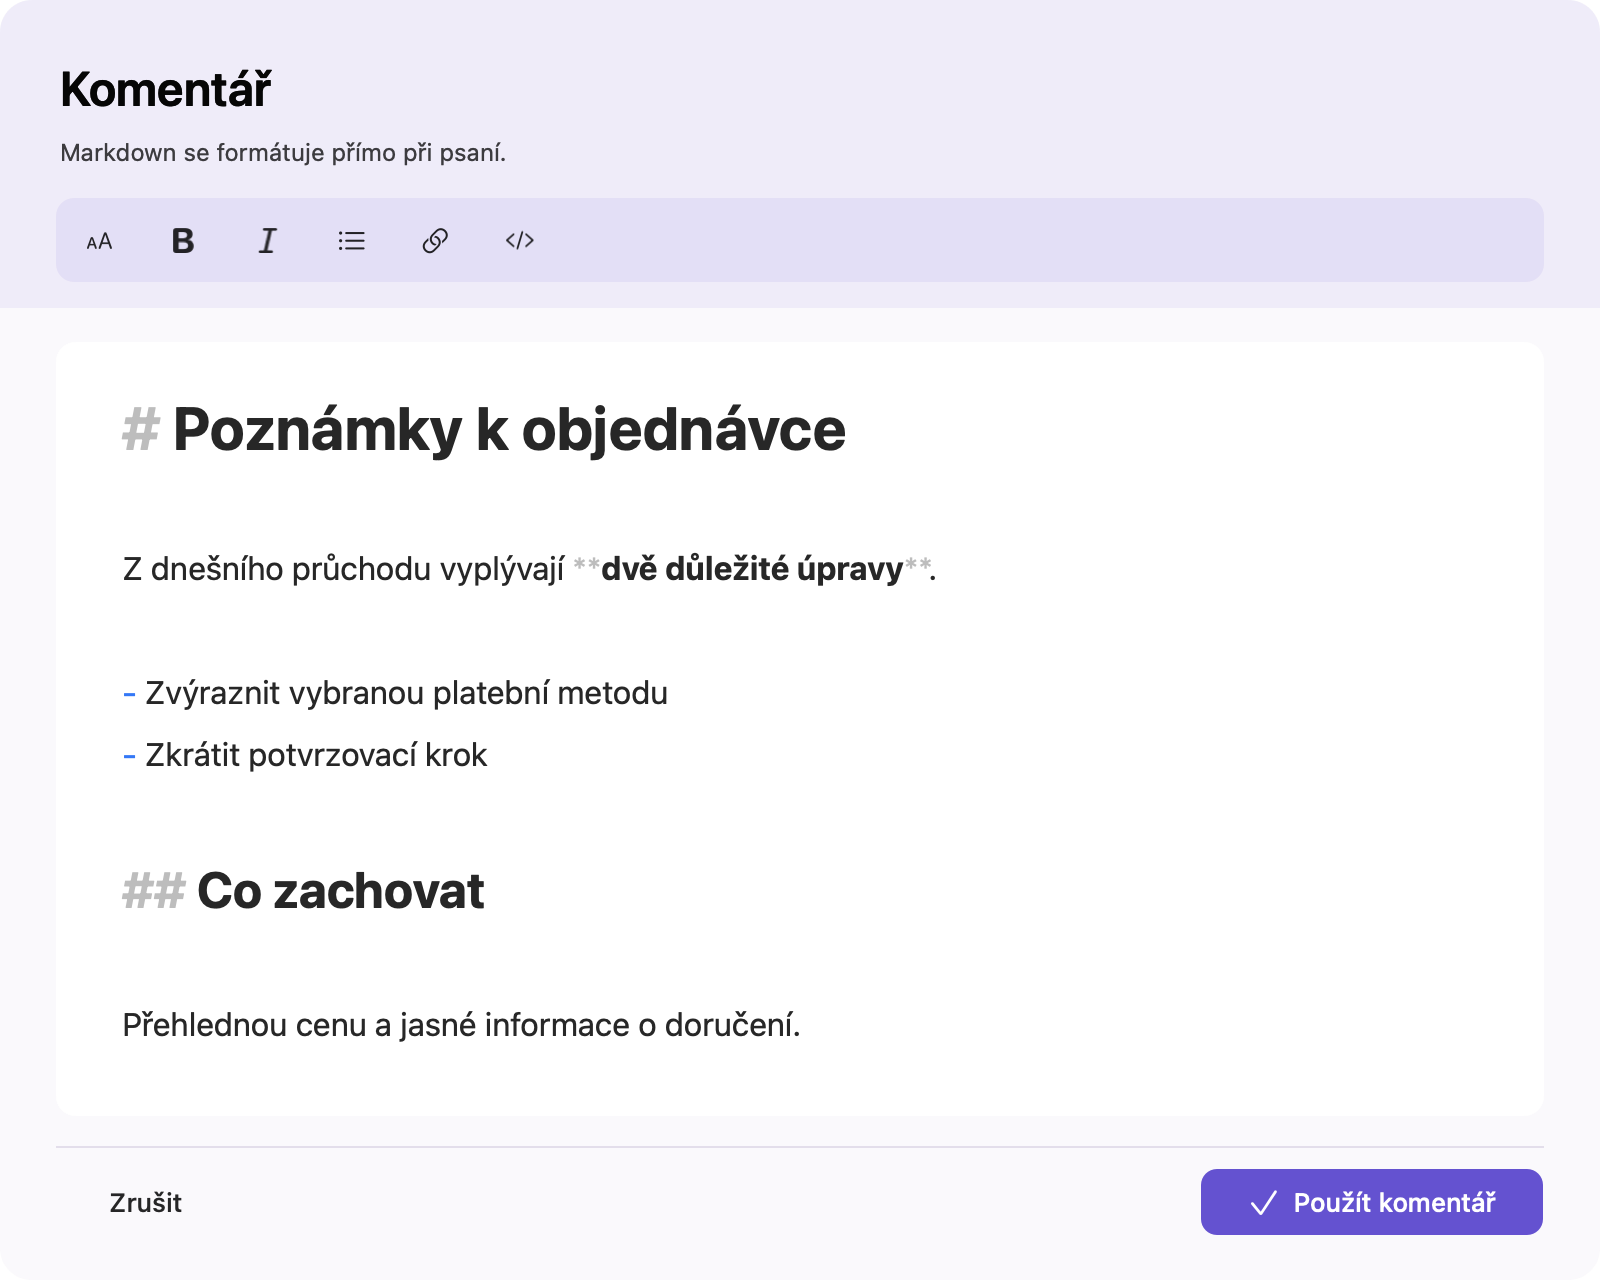 Komentář
Markdown se formátuje přímo při psaní.
AA B I </>
# Poznámky k objednávce
Z dnešního průchodu vyplývají **dvě důležité úpravy**.
- Zvýraznit vybranou platební metodu
- Zkrátit potvrzovací krok
## Co zachovat
Přehlednou cenu a jasné informace o doručení.
Zrušit
Použít komentář